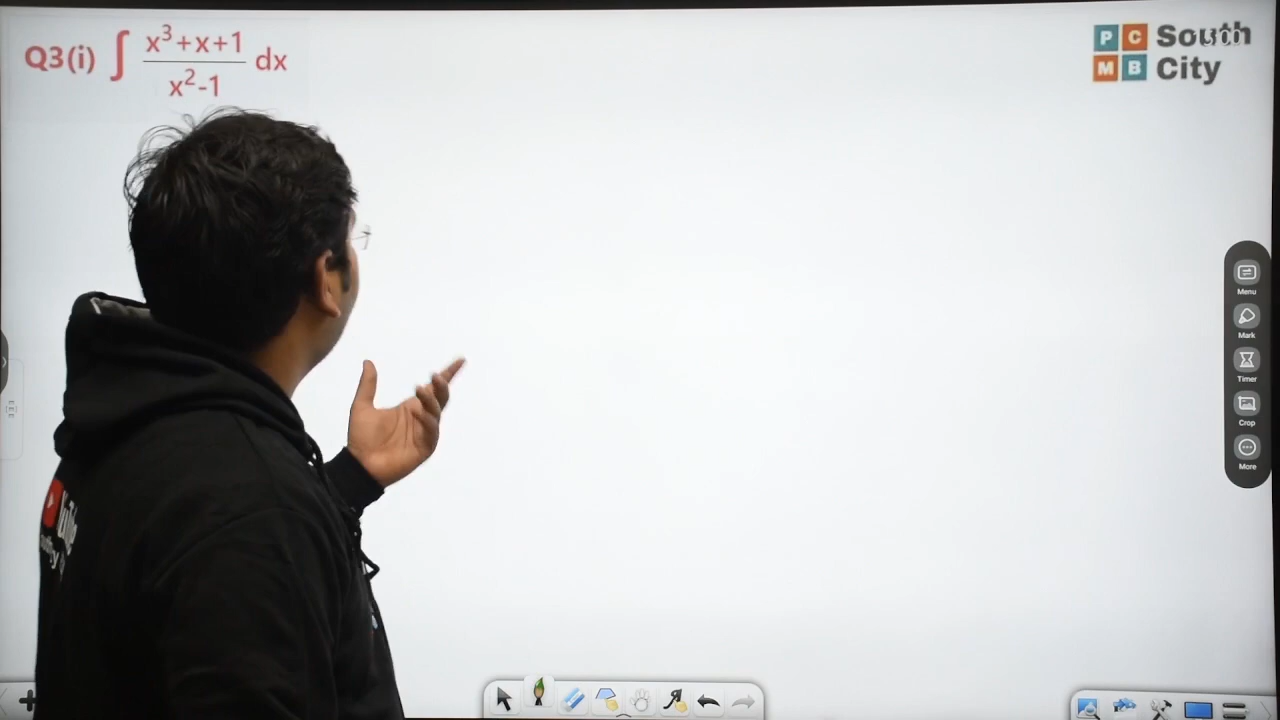 Q3(i) ∫ x³+x+1 / x²-1 dx
P C South
M B City
Menu
Mark
Timer
Crop
More